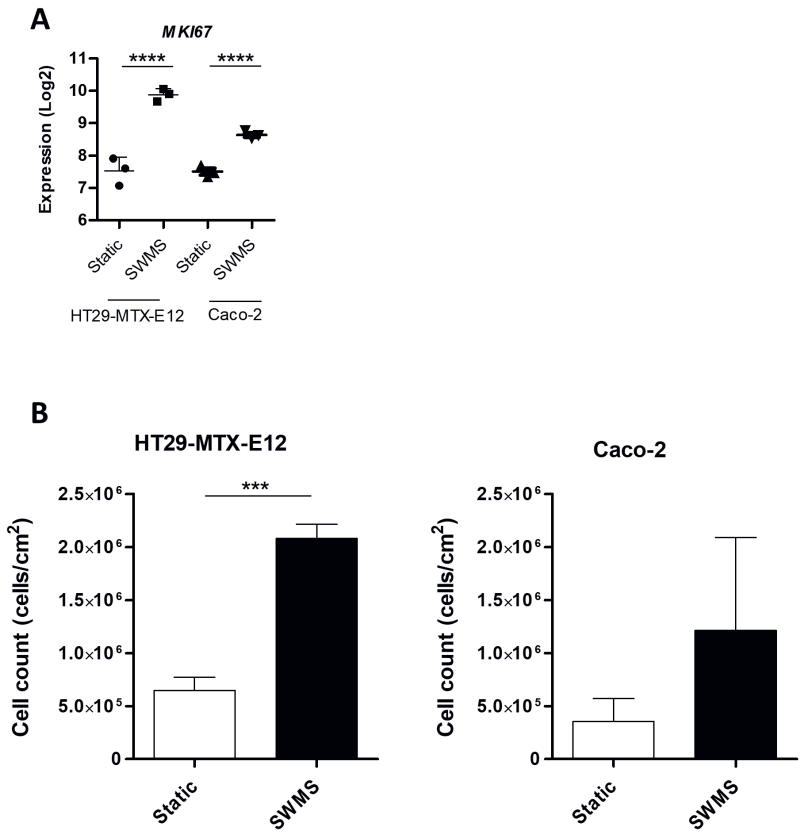 A
MKI67
**** ****
Expression (Log2)
11
10
9
8
7
6
Static SWMS Static SWMS
HT29-MTX-E12 Caco-2
B
HT29-MTX-E12
***
Cell count (cells/cm²)
2.5×10⁶
2.0×10⁶
1.5×10⁶
1.0×10⁶
5.0×10⁵
0
Static SWMS
Caco-2
Cell count (cells/cm²)
2.5×10⁶
2.0×10⁶
1.5×10⁶
1.0×10⁶
5.0×10⁵
0
Static SWMS